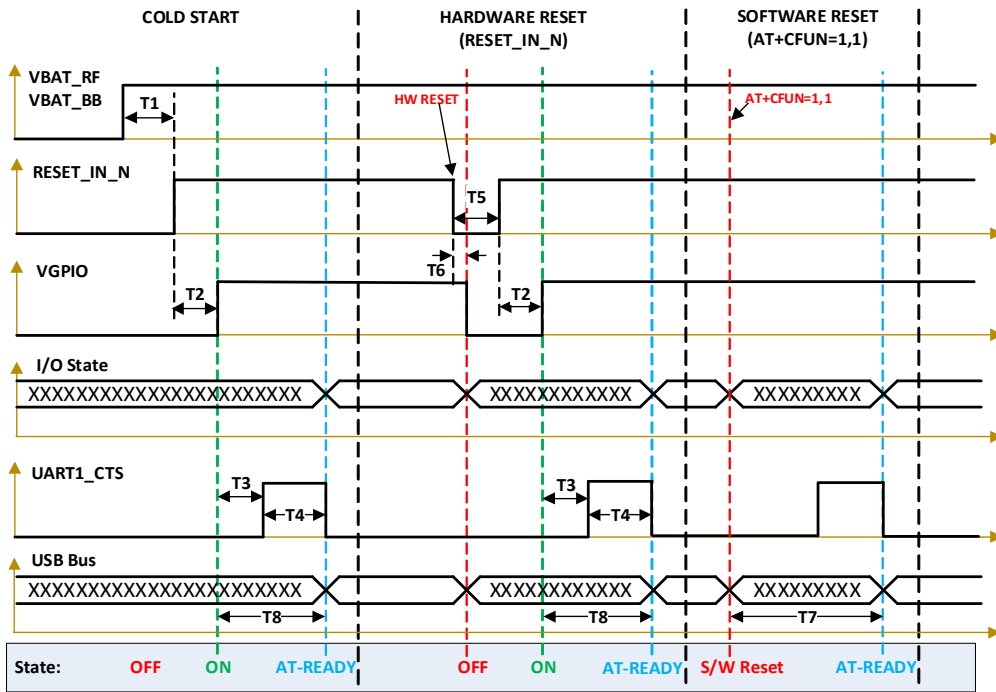 COLD START
HARDWARE RESET
(RESET_IN_N)
SOFTWARE RESET
(AT+CFUN=1,1)
VBAT_RF
VBAT_BB
T1
HW RESET
AT+CFUN=1,1
RESET_IN_N
T5
VGPIO
T6
T2
T2
I/O State
XXXXXXXXXXXXXXXXXXXXXXX
XXXXXXXXXXXX
XXXXXXXXX
UART1_CTS
T3
T4
T3
T4
USB Bus
XXXXXXXXXXXXXXXXXXXXXXX
XXXXXXXXXXXX
XXXXXXXXX
T8
T8
T7
State: OFF ON AT-READY OFF ON AT-READY S/W Reset AT-READY